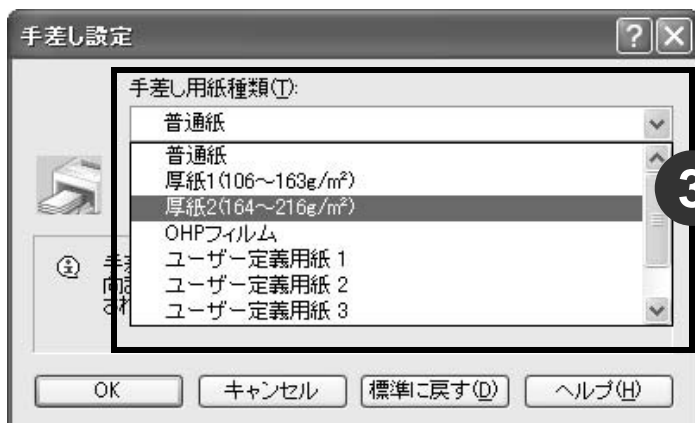 手差し設定
手差し用紙種類(T):
普通紙
普通紙
厚紙1(106～163g/m²)
厚紙2(164～216g/m²)
OHPフィルム
ユーザー定義用紙 1
ユーザー定義用紙 2
ユーザー定義用紙 3
3
OK
キャンセル
標準に戻す(D)
ヘルプ(H)